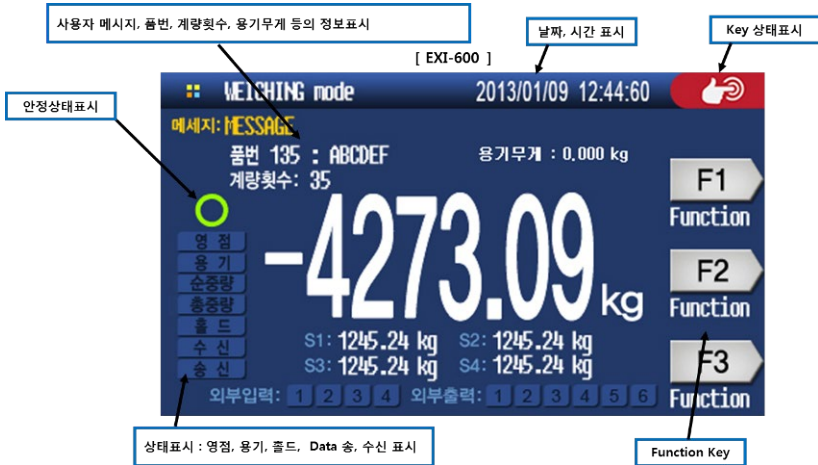 사용자 메시지, 품번, 계량횟수, 용기무게 등의 정보표시
날짜, 시간 표시
Key 상태표시
[ EXI-600 ]
안정상태표시
WEIGHING mode
2013/01/09 12:44:60
메세지: MESSAGE
품번 135 : ABCDEF
용기무게 : 0.000 kg
계량횟수: 35
F1
Function
영 점
용 기
순중량
총중량
홀 드
수 신
송 신
-4273.09 kg
F2
Function
S1: 1245.24 kg S2: 1245.24 kg
S3: 1245.24 kg S4: 1245.24 kg
F3
Function
외부입력: 1 2 3 4 외부출력: 1 2 3 4 5 6
상태표시 : 영점, 용기, 홀드, Data 송, 수신 표시
Function Key